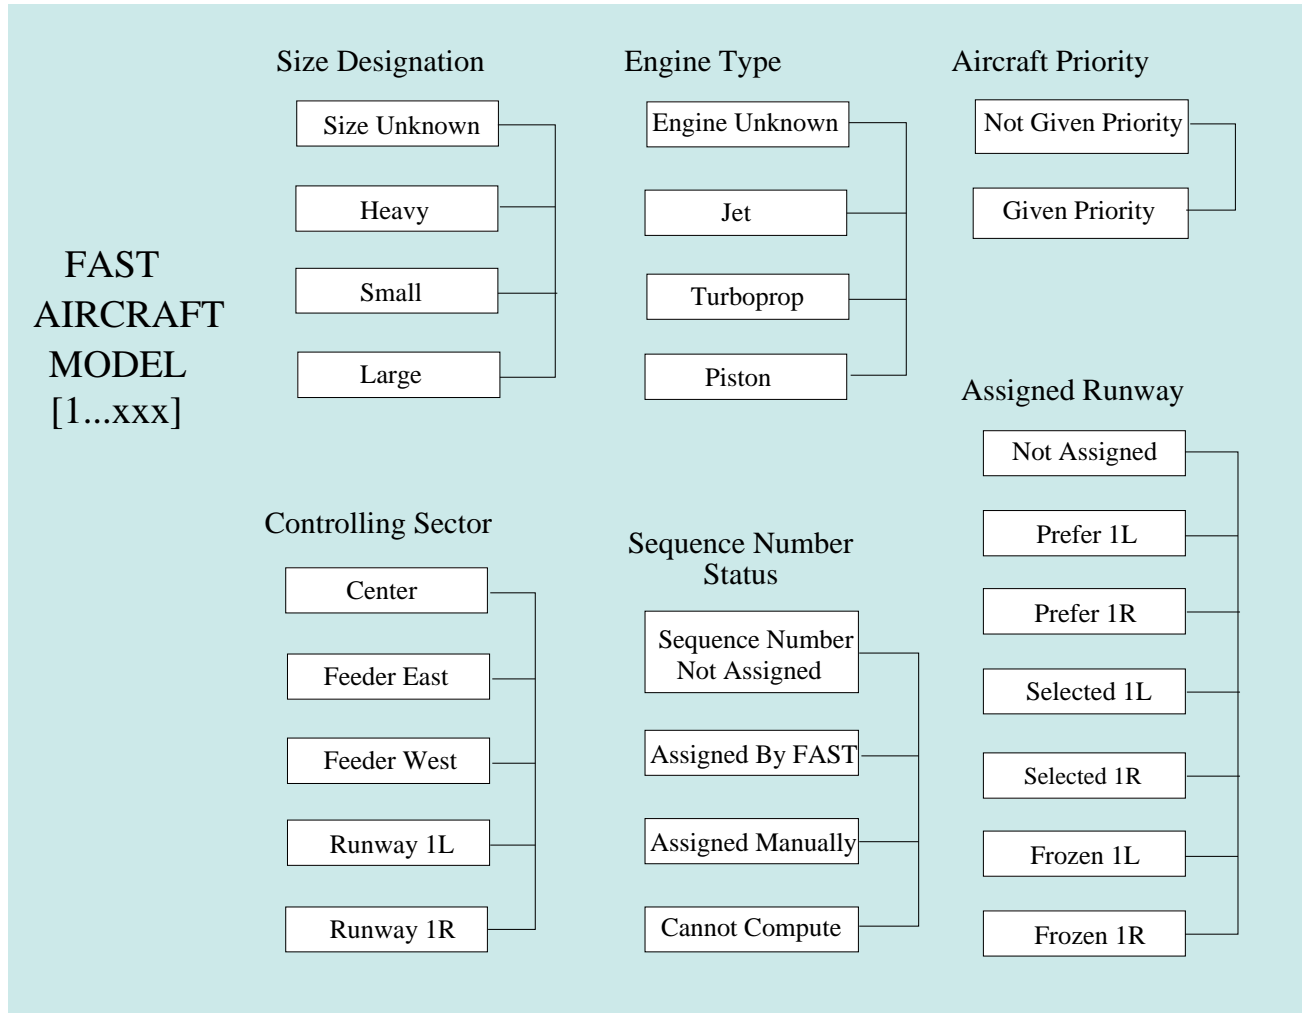 FAST
AIRCRAFT
MODEL
[1...xxx]
Size Designation
Size Unknown
Heavy
Small
Large
Engine Type
Engine Unknown
Jet
Turboprop
Piston
Aircraft Priority
Not Given Priority
Given Priority
Controlling Sector
Center
Feeder East
Feeder West
Runway 1L
Runway 1R
Sequence Number
Status
Sequence Number
Not Assigned
Assigned By FAST
Assigned Manually
Cannot Compute
Assigned Runway
Not Assigned
Prefer 1L
Prefer 1R
Selected 1L
Selected 1R
Frozen 1L
Frozen 1R